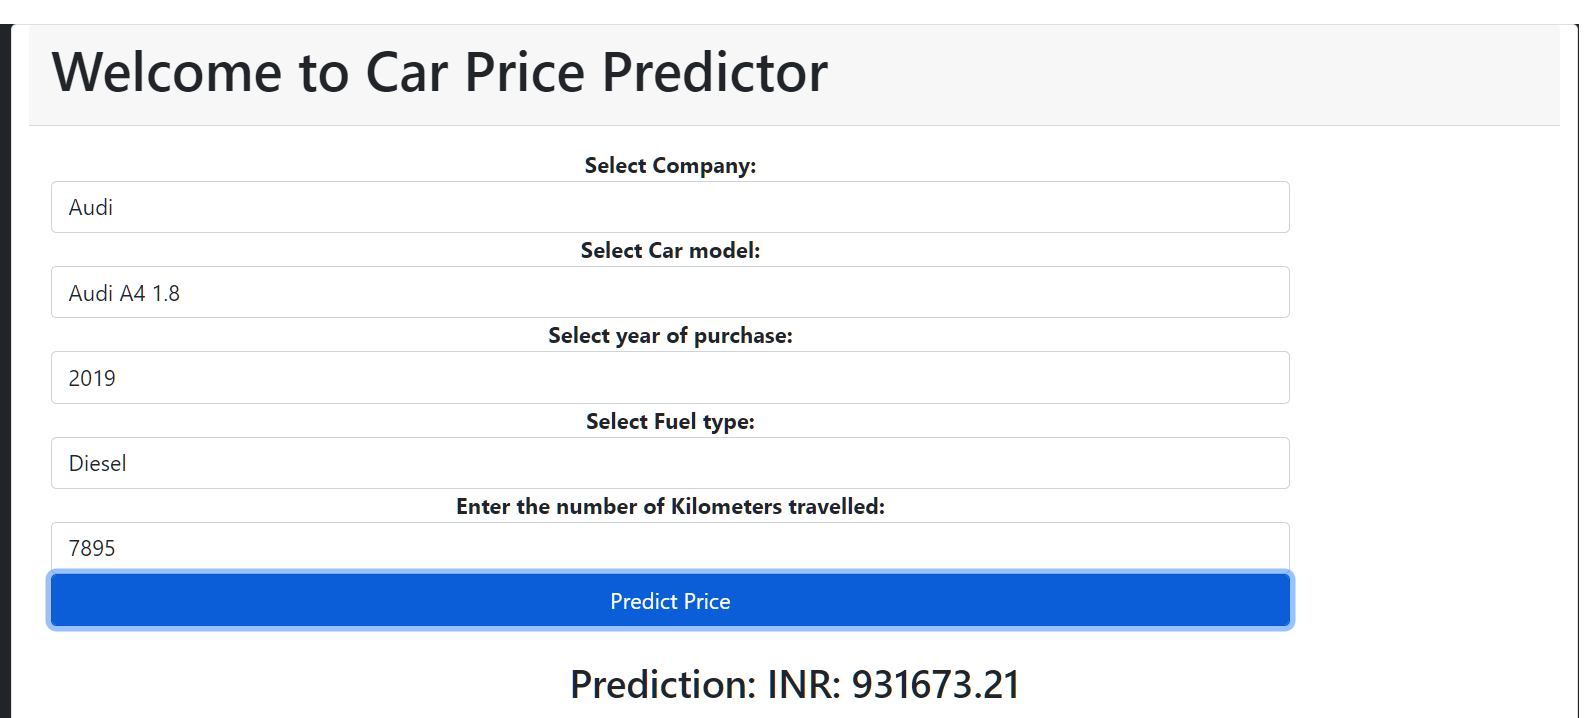 Welcome to Car Price Predictor
Select Company:
Audi
Select Car model:
Audi A4 1.8
Select year of purchase:
2019
Select Fuel type:
Diesel
Enter the number of Kilometers travelled:
7895
Predict Price
Prediction: INR: 931673.21